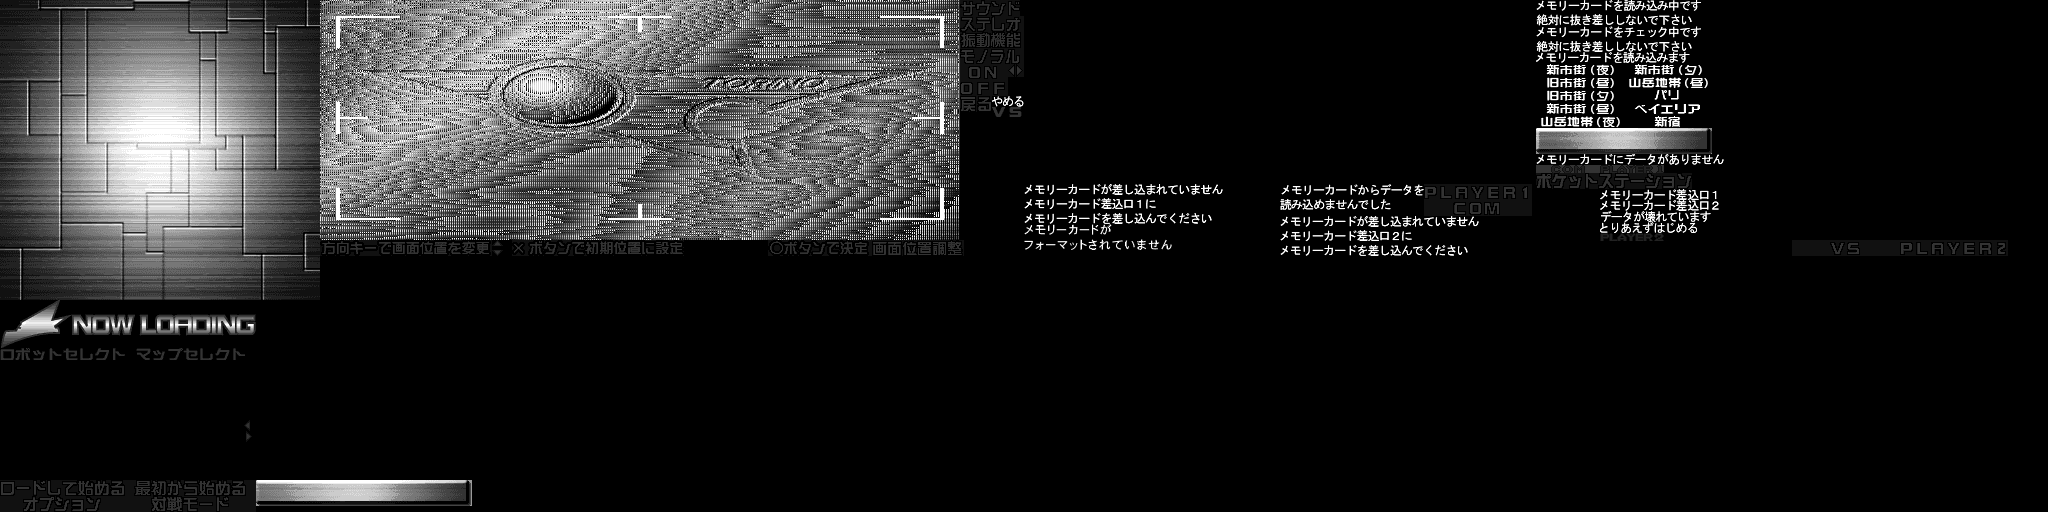 サウンド
ステレオ
振動機能
モノラル
ON
OFF
戻る
やめる
VS
万向キーで画面位置を変更
×ボタンで初期位置に設定
○ボタンで決定
画面位置調整
メモリーカードが差し込まれていません
メモリーカード差込口1に
メモリーカードを差し込んでください
メモリーカードが
フォーマットされていません
メモリーカードからデータを
読み込めませんでした
メモリーカードが差し込まれていません
メモリーカード差込口2に
メモリーカードを差し込んでください
PLAYER1
COM
メモリーカードを読み込み中です
絶対に抜き差ししないで下さい
メモリーカードをチェック中です
絶対に抜き差ししないで下さい
メモリーカードを読み込みます
新市街(夜) 新市街(夕)
旧市街(昼) 山岳地帯(昼)
旧市街(夕) パリ
新市街(昼) ベイエリア
山岳地帯(夜) 新宿
メモリーカードにデータがありません
ポケットステーション
メモリーカード差込口1
メモリーカード差込口2
データが壊れています
とりあえずはじめる
PLAYER2
VS PLAYER2
NOW LOADING
ロボットセレクト マップセレクト
ロードして始める 最初から始める
オプション 対戦モード